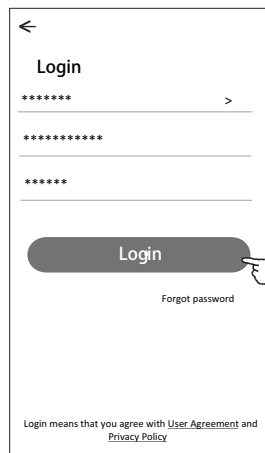 Login
******* >
***********
******
Login
Forgot password
Login means that you agree with User Agreement and
Privacy Policy